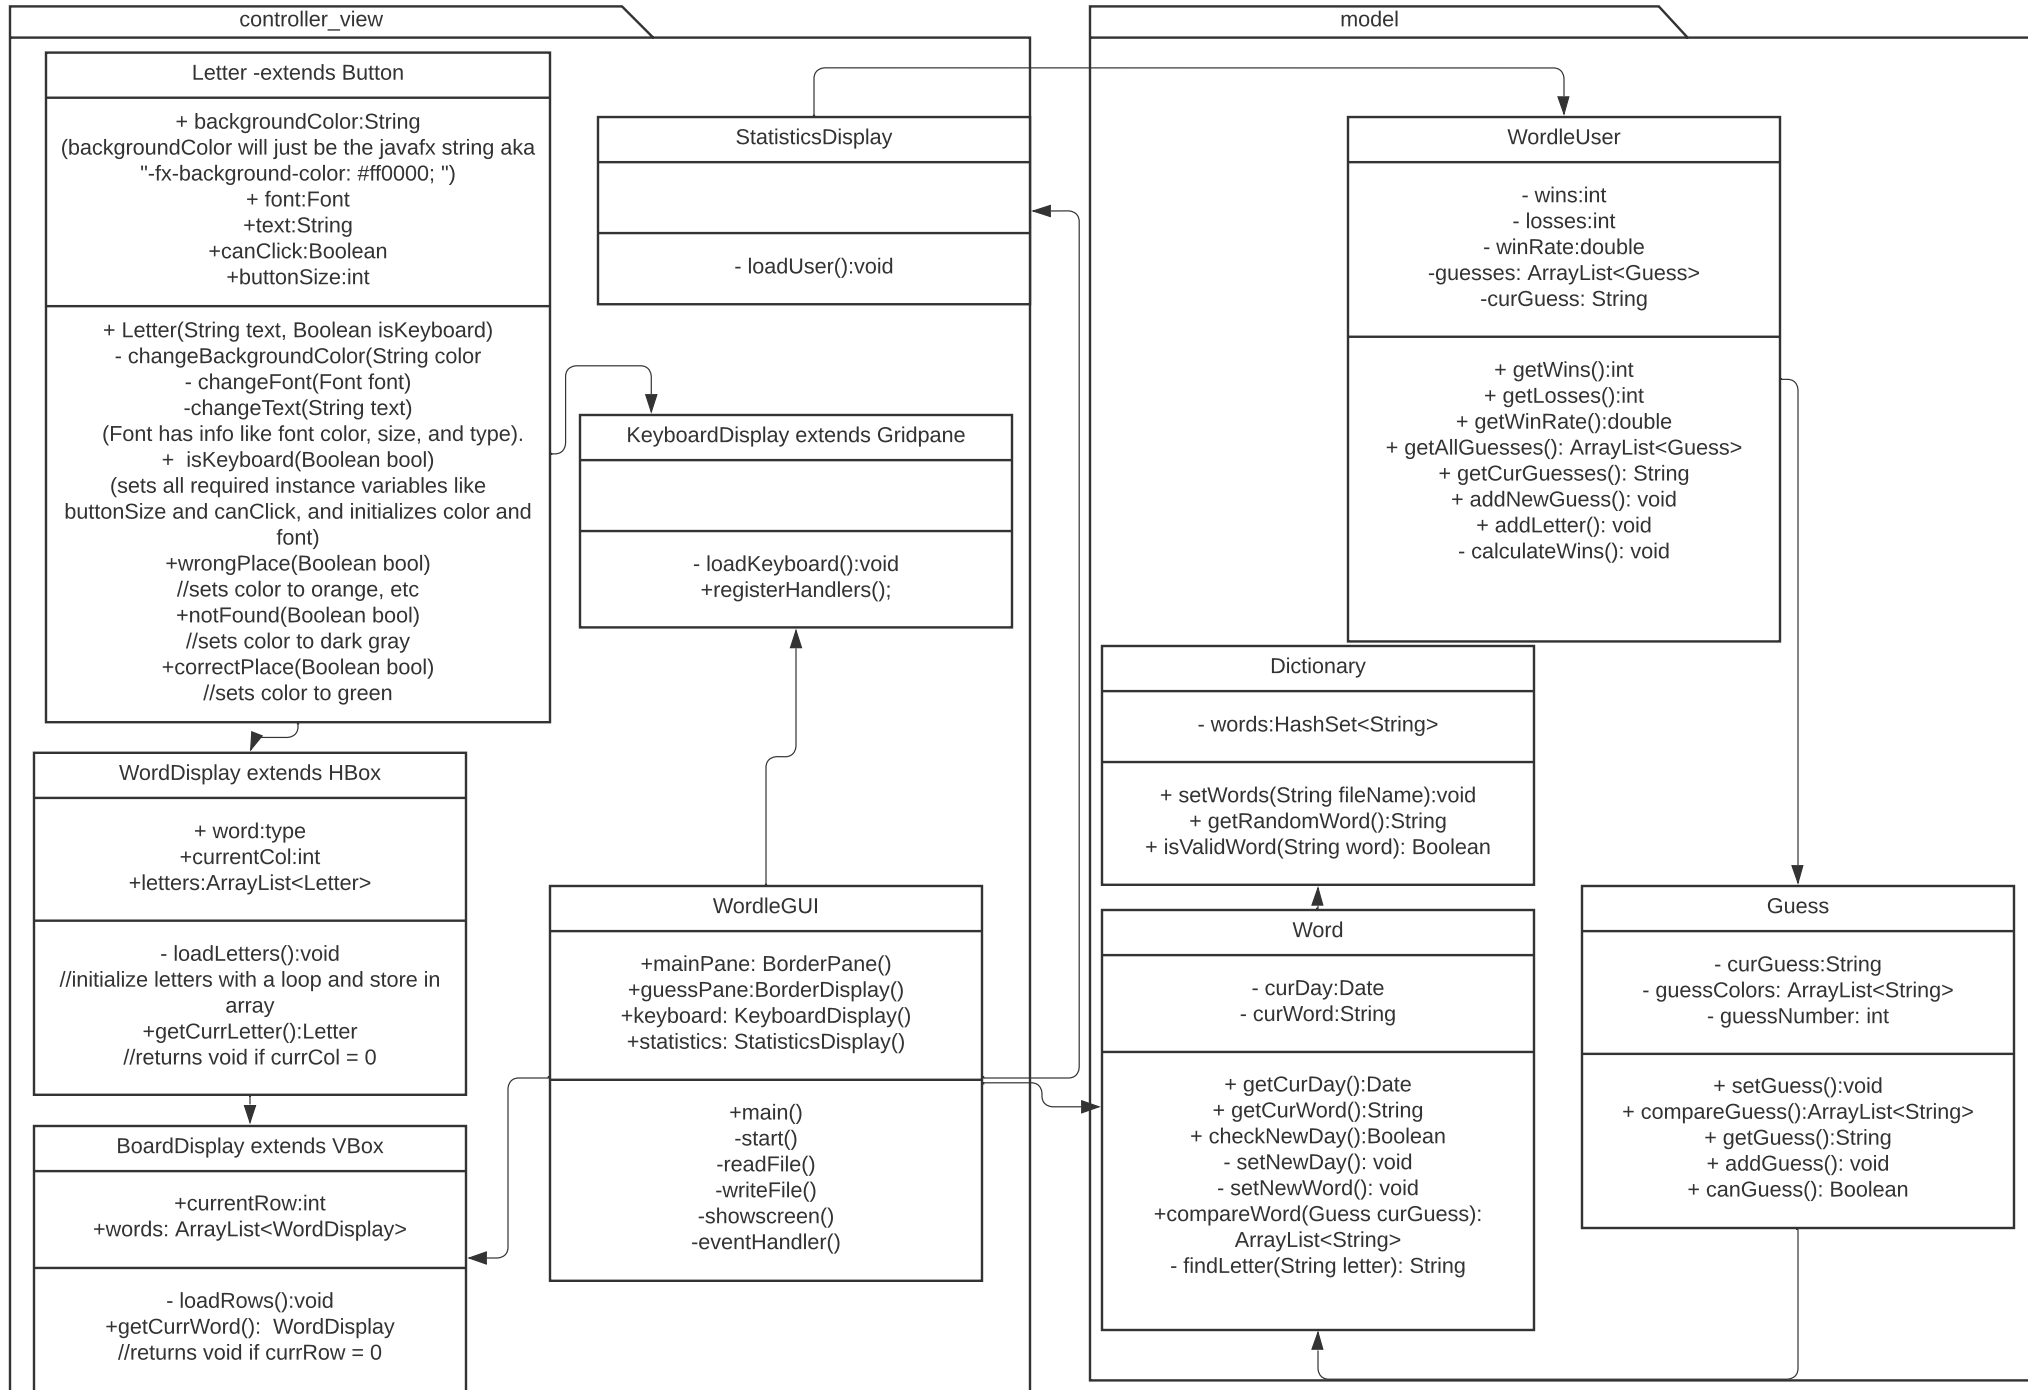 controller_view
Letter -extends Button
+ backgroundColor:String
(backgroundColor will just be the javafx string aka
"-fx-background-color: #ff0000; ")
+ font:Font
+text:String
+canClick:Boolean
+buttonSize:int
+ Letter(String text, Boolean isKeyboard)
- changeBackgroundColor(String color
- changeFont(Font font)
-changeText(String text)
(Font has info like font color, size, and type).
+  isKeyboard(Boolean bool)
(sets all required instance variables like
buttonSize and canClick, and initializes color and
font)
+wrongPlace(Boolean bool)
//sets color to orange, etc
+notFound(Boolean bool)
//sets color to dark gray
+correctPlace(Boolean bool)
//sets color to green
WordDisplay extends HBox
+ word:type
+currentCol:int
+letters:ArrayList<Letter>
- loadLetters():void
//initialize letters with a loop and store in
array
+getCurrLetter():Letter
//returns void if currCol = 0
BoardDisplay extends VBox
+currentRow:int
+words: ArrayList<WordDisplay>
- loadRows():void
+getCurrWord():  WordDisplay
//returns void if currRow = 0
StatisticsDisplay
- loadUser():void
KeyboardDisplay extends Gridpane
- loadKeyboard():void
+registerHandlers();
WordleGUI
+mainPane: BorderPane()
+guessPane:BorderDisplay()
+keyboard: KeyboardDisplay()
+statistics: StatisticsDisplay()
+main()
-start()
-readFile()
-writeFile()
-showscreen()
-eventHandler()
model
WordleUser
- wins:int
- losses:int
- winRate:double
-guesses: ArrayList<Guess>
-curGuess: String
+ getWins():int
+ getLosses():int
+ getWinRate():double
+ getAllGuesses(): ArrayList<Guess>
+ getCurGuesses(): String
+ addNewGuess(): void
+ addLetter(): void
- calculateWins(): void
Dictionary
- words:HashSet<String>
+ setWords(String fileName):void
+ getRandomWord():String
+ isValidWord(String word): Boolean
Word
- curDay:Date
- curWord:String
+ getCurDay():Date
+ getCurWord():String
+ checkNewDay():Boolean
- setNewDay(): void
- setNewWord(): void
+compareWord(Guess curGuess):
ArrayList<String>
- findLetter(String letter): String
Guess
- curGuess:String
- guessColors: ArrayList<String>
- guessNumber: int
+ setGuess():void
+ compareGuess():ArrayList<String>
+ getGuess():String
+ addGuess(): void
+ canGuess(): Boolean